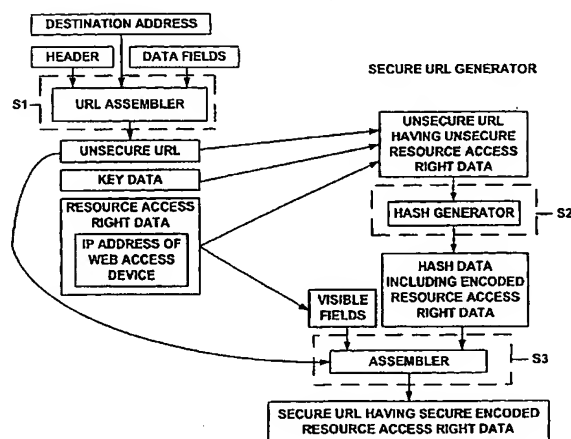 DESTINATION ADDRESS
HEADER
DATA FIELDS
SECURE URL GENERATOR
S1
URL ASSEMBLER
UNSECURE URL
KEY DATA
RESOURCE ACCESS
RIGHT DATA
IP ADDRESS OF
WEB ACCESS
DEVICE
UNSECURE URL
HAVING UNSECURE
RESOURCE ACCESS
RIGHT DATA
HASH GENERATOR
S2
HASH DATA
INCLUDING ENCODED
RESOURCE ACCESS
RIGHT DATA
VISIBLE
FIELDS
ASSEMBLER
S3
SECURE URL HAVING SECURE ENCODED
RESOURCE ACCESS RIGHT DATA